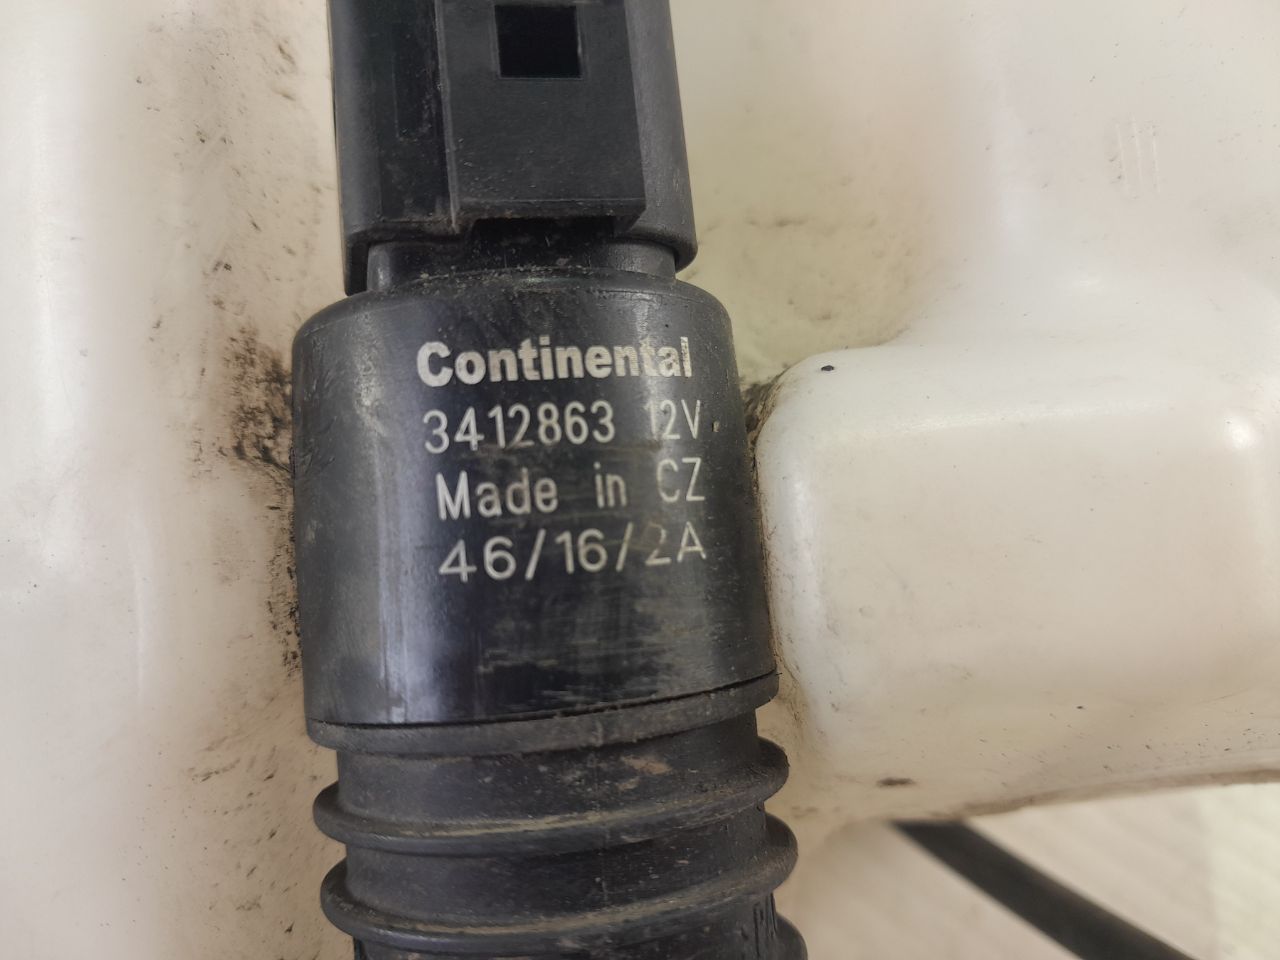 Continental
3412863 12V
Made in CZ
46/16/2A